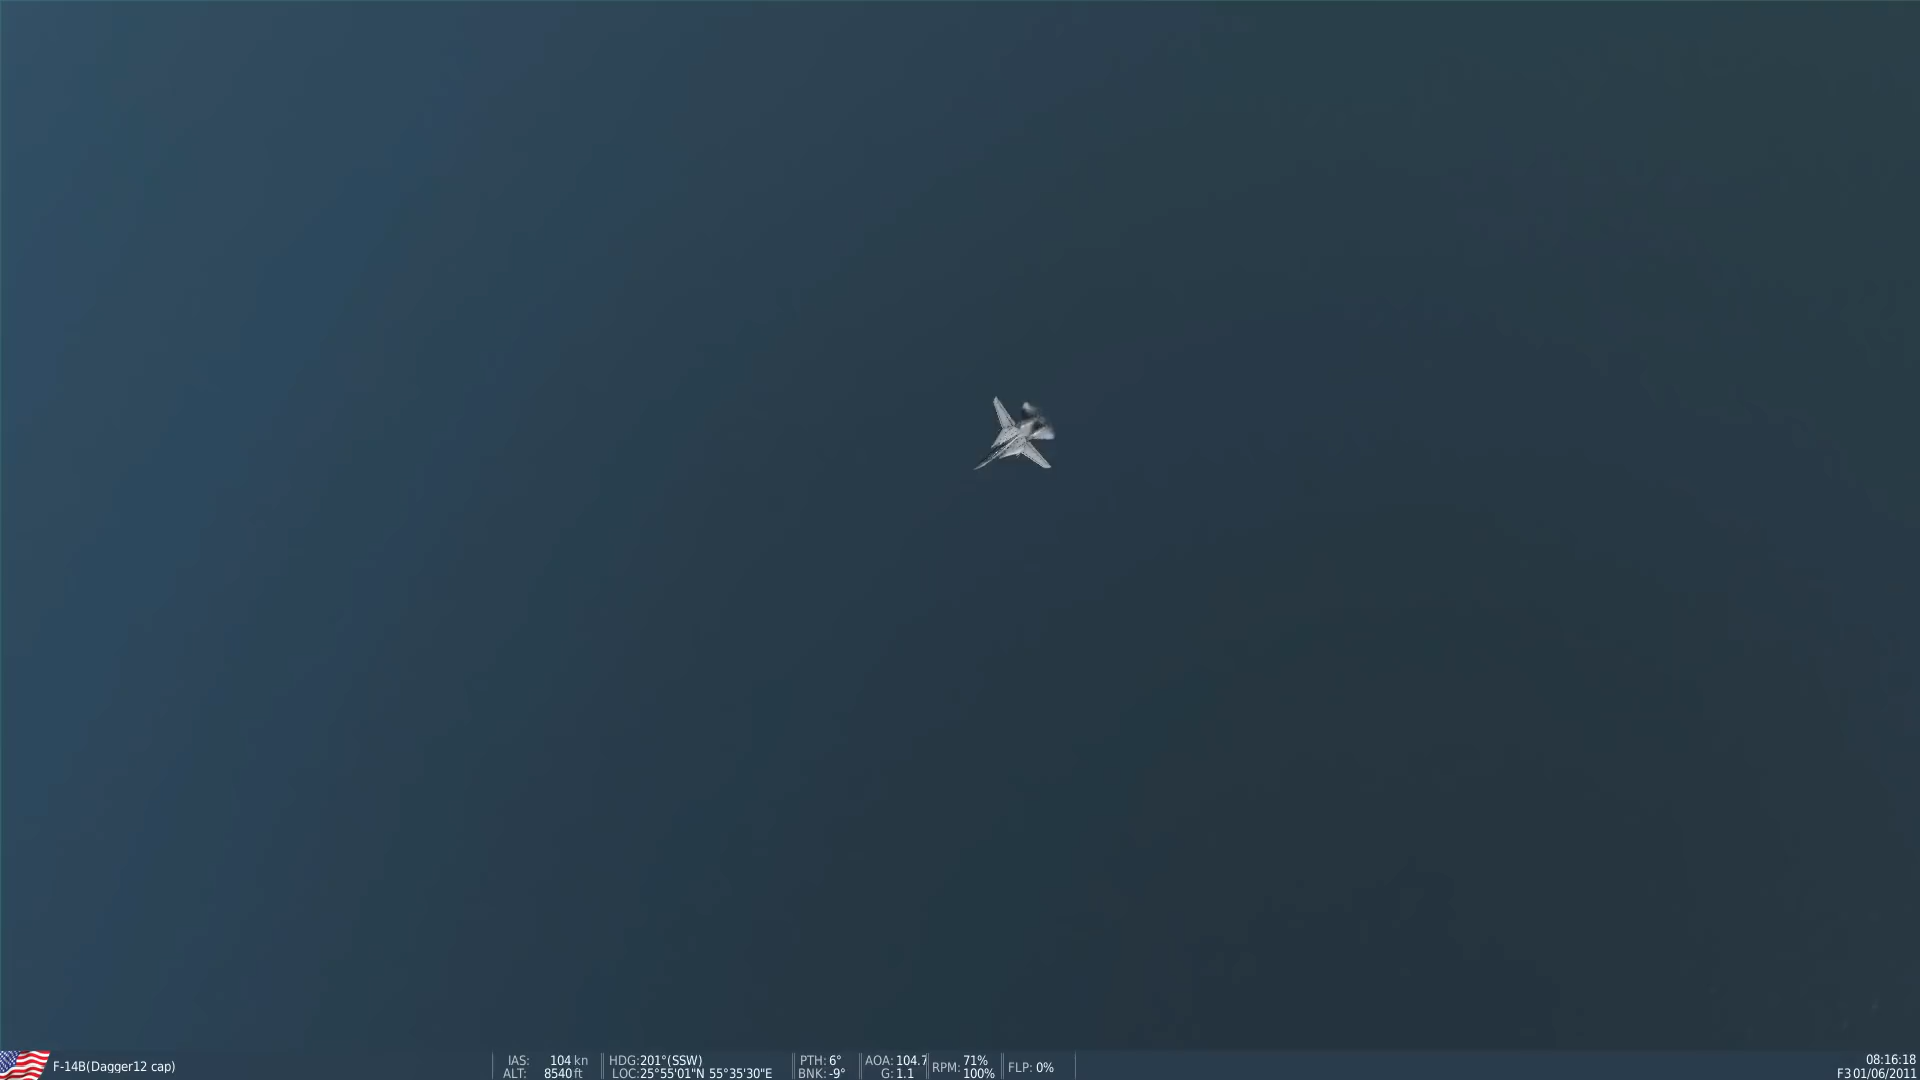 F-14B(Dagger12 cap)
IAS: 104 kn
ALT: 8540 ft
HDG:201°(SSW)
LOC:25°55'01"N 55°35'30"E
PTH: 6°
BNK: -9°
AOA: 104.7
G: 1.1
RPM: 71%
100%
FLP: 0%
08:16:18
F3 01/06/2011